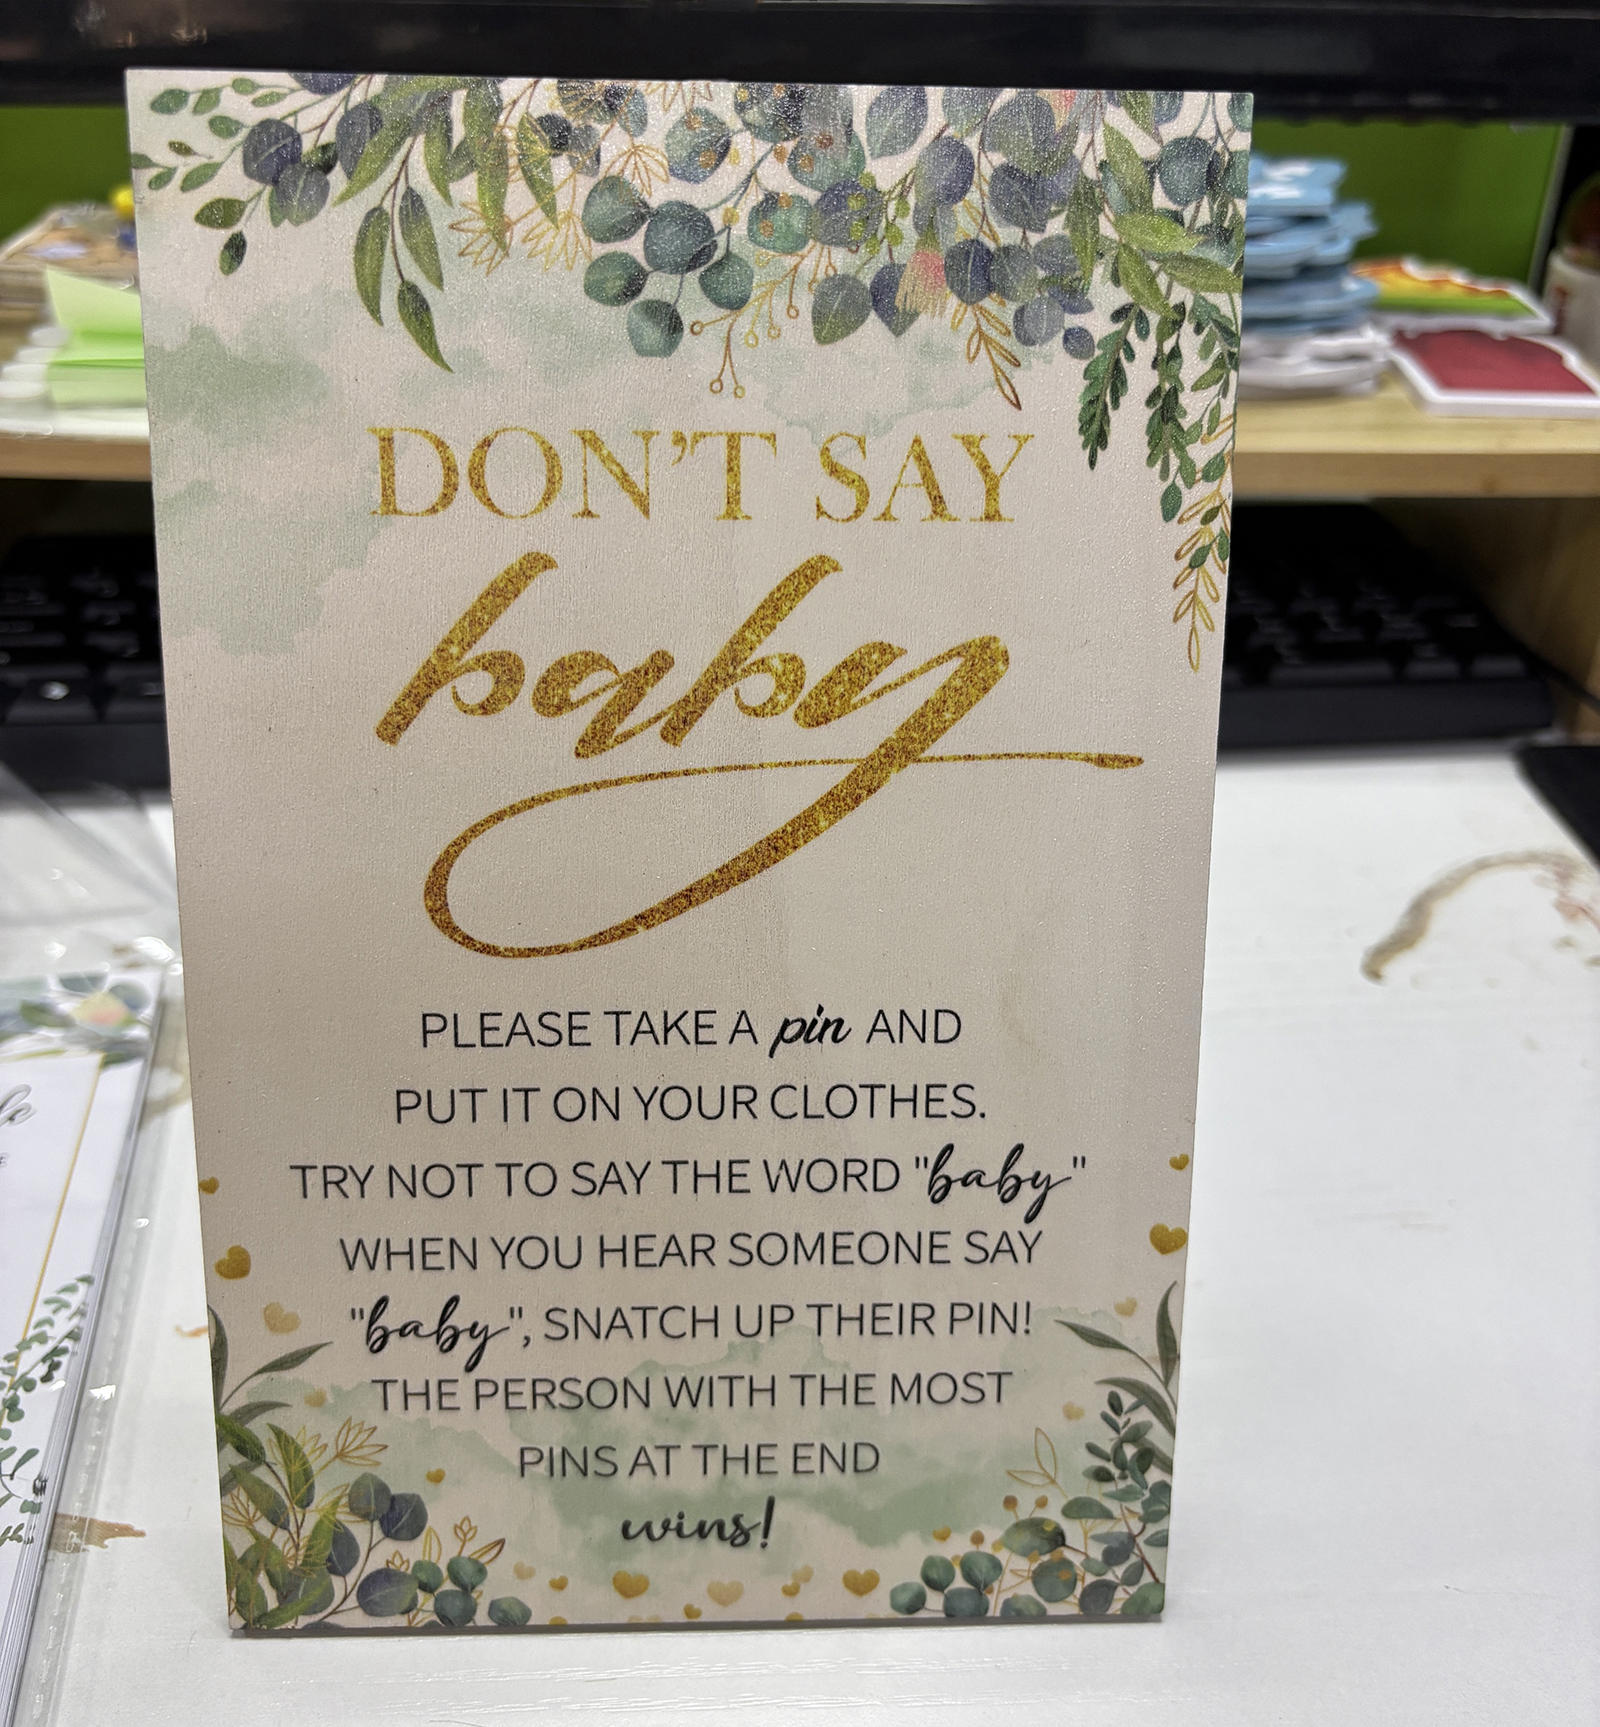 DON'T SAY
baby
PLEASE TAKE A pin AND
PUT IT ON YOUR CLOTHES.
TRY NOT TO SAY THE WORD "baby"
WHEN YOU HEAR SOMEONE SAY
"baby", SNATCH UP THEIR PIN!
THE PERSON WITH THE MOST
PINS AT THE END
wins!